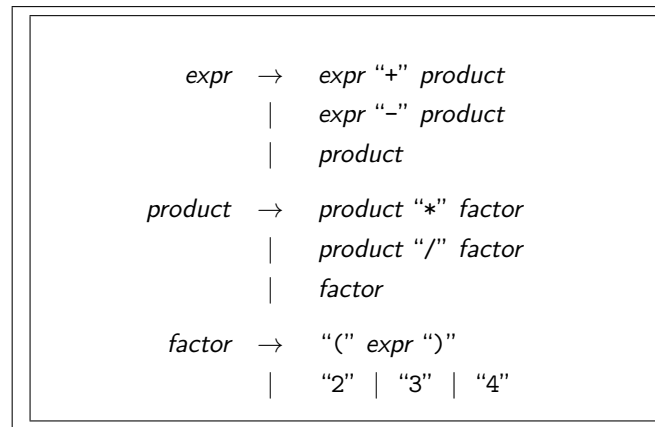 expr → expr “+” product
| expr “-” product
| product
product → product “*” factor
| product “/” factor
| factor
factor → “(” expr “)”
| “2” | “3” | “4”